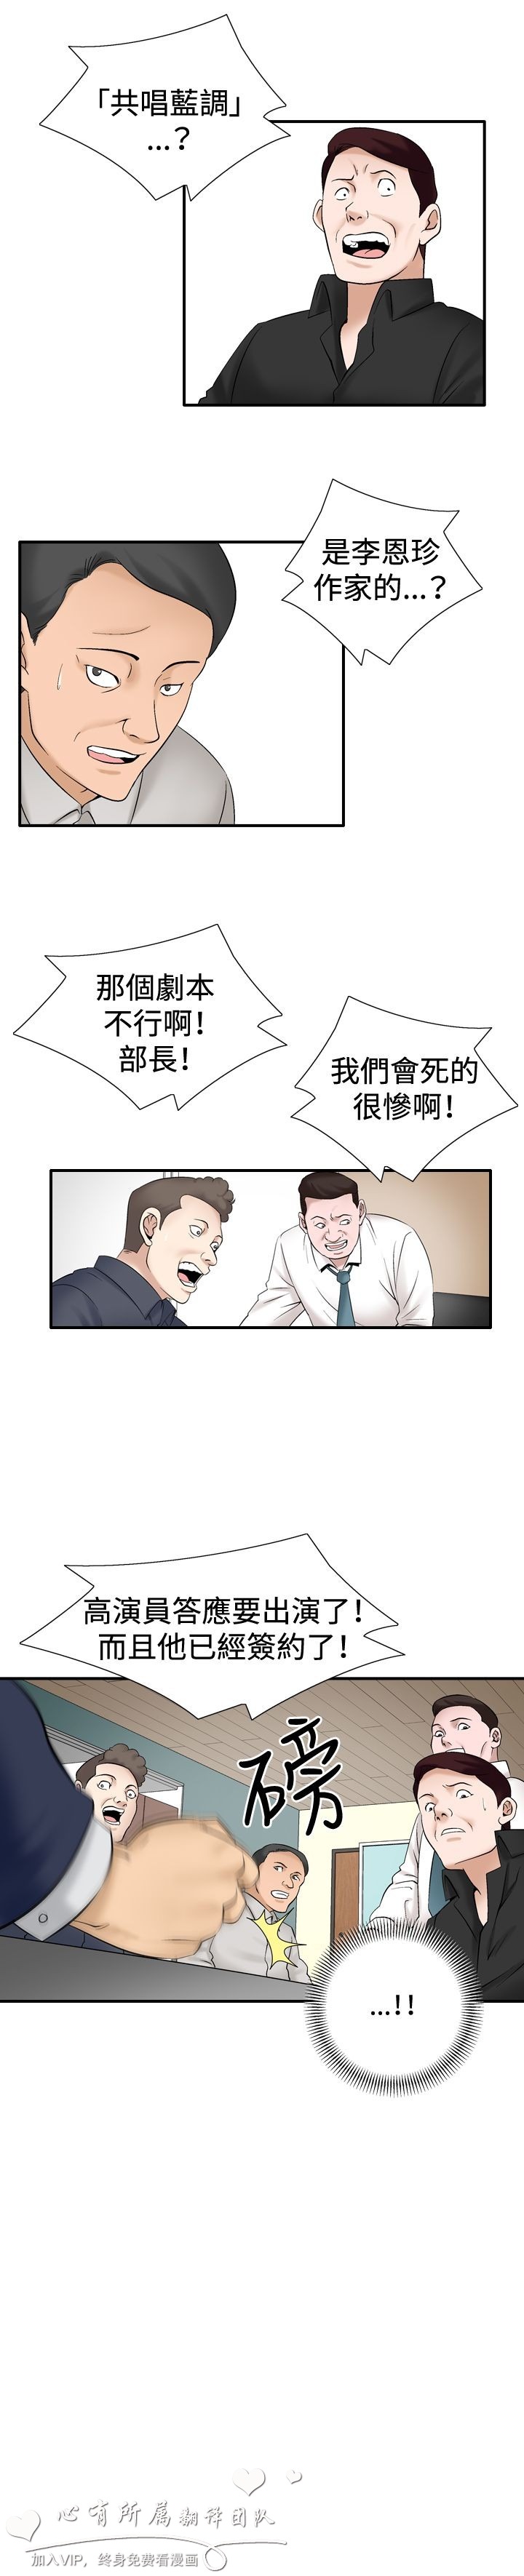 「共唱藍調」
...？
是李恩珍
作家的...？
那個劇本
不行啊！
部長！
我們會死的
很慘啊！
高演員答應要出演了！
而且他已經簽約了！
磅
...！！
心有所属翻译团队
加入VIP，终身免费看漫画